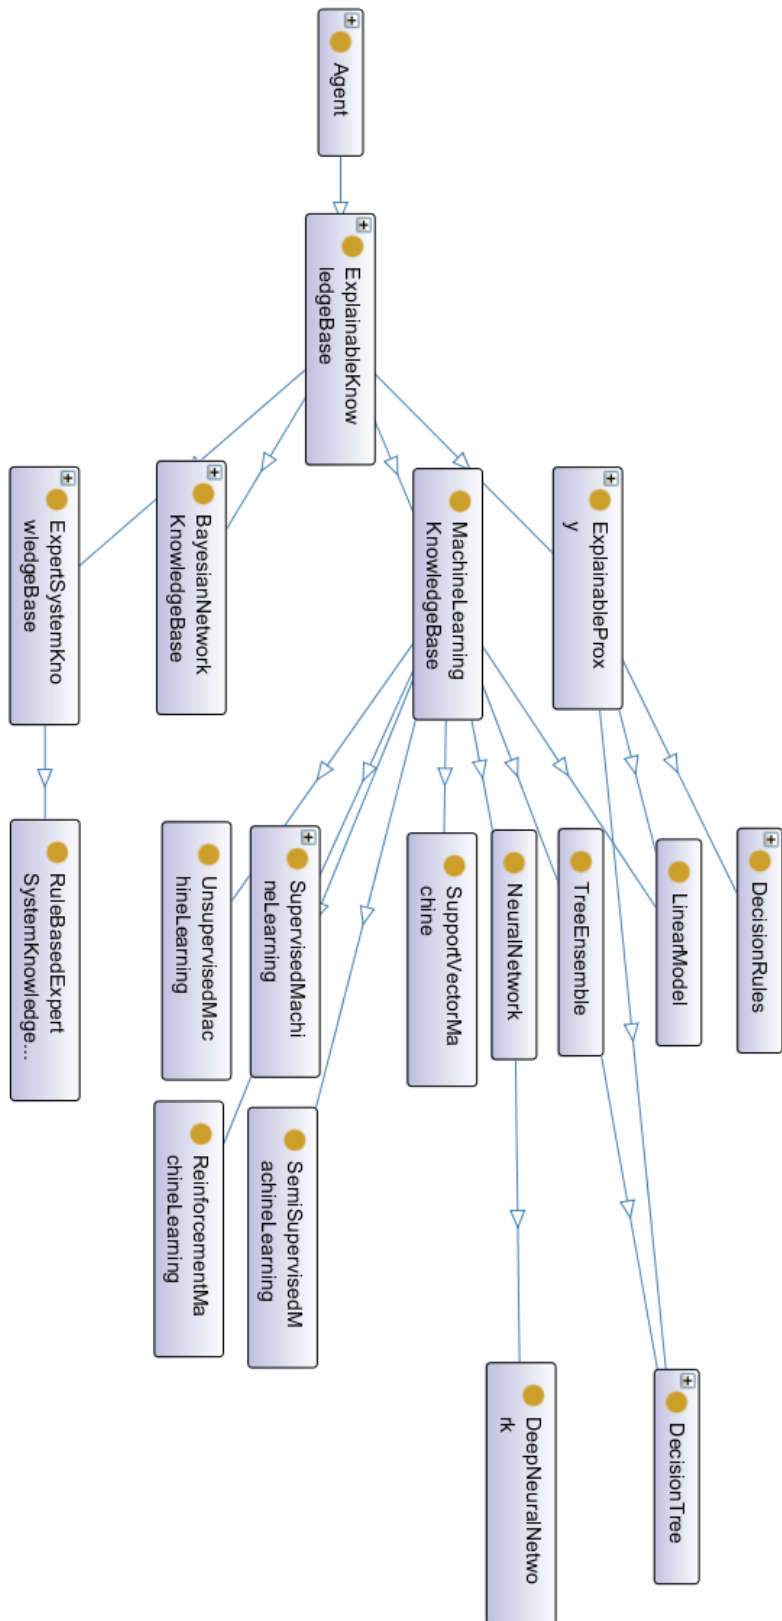 Agent
ExplainableKnow
ledgeBase
ExplainableProx
y
MachineLearning
KnowledgeBase
BayesianNetwork
KnowledgeBase
ExpertSystemKno
wledgeBase
DecisionRules
LinearModel
TreeEnsemble
NeuralNetwork
SupportVectorMa
chine
SupervisedMachi
neLearning
UnsupervisedMac
hineLearning
RuleBasedExpert
SystemKnowledge...
SemiSupervisedM
achineLearning
ReinforcementMa
chineLearning
DecisionTree
DeepNeuralNetwo
rk